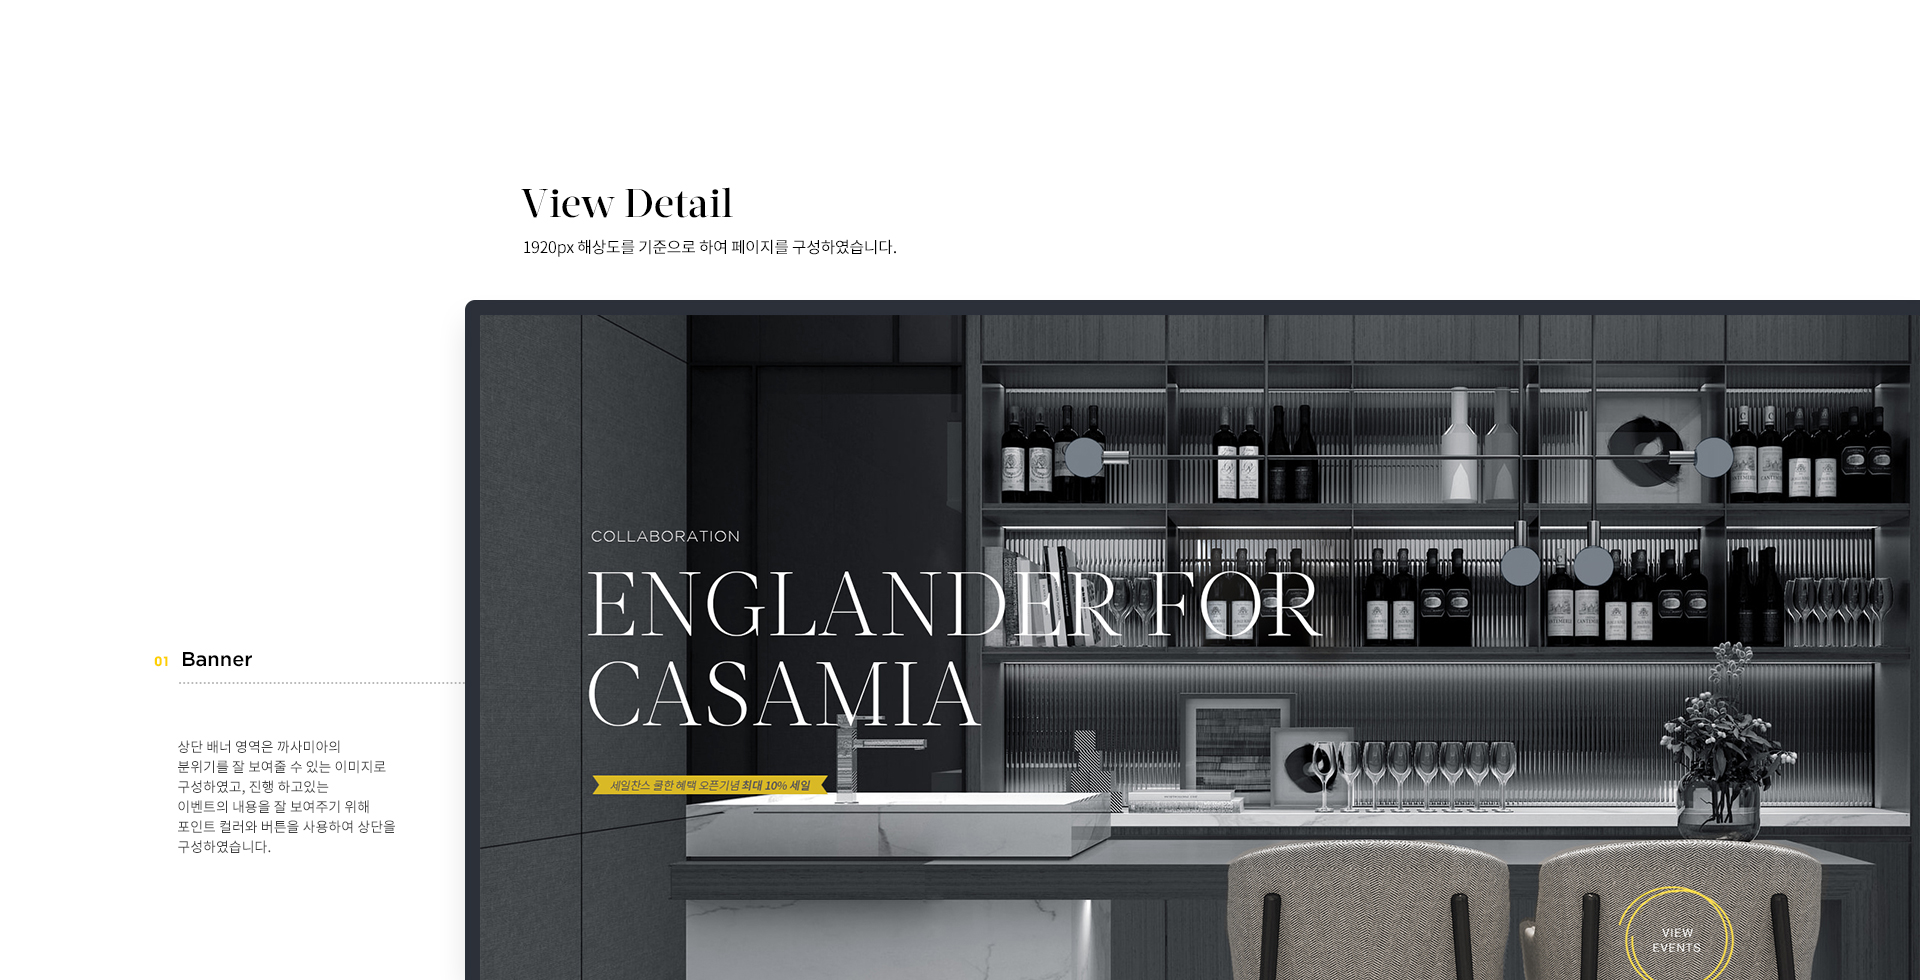 View Detail
1920px 해상도를 기준으로 하여 페이지를 구성하였습니다.
01 Banner
상단 배너 영역은 까사미아의
분위기를 잘 보여줄 수 있는 이미지로
구성하였고, 진행 하고있는
이벤트의 내용을 잘 보여주기 위해
포인트 컬러와 버튼을 사용하여 상단을
구성하였습니다.
COLLABORATION
ENGLANDER FOR
CASAMIA
세일찬스 쿨한 혜택 오픈기념 최대 10% 세일
VIEW
EVENTS